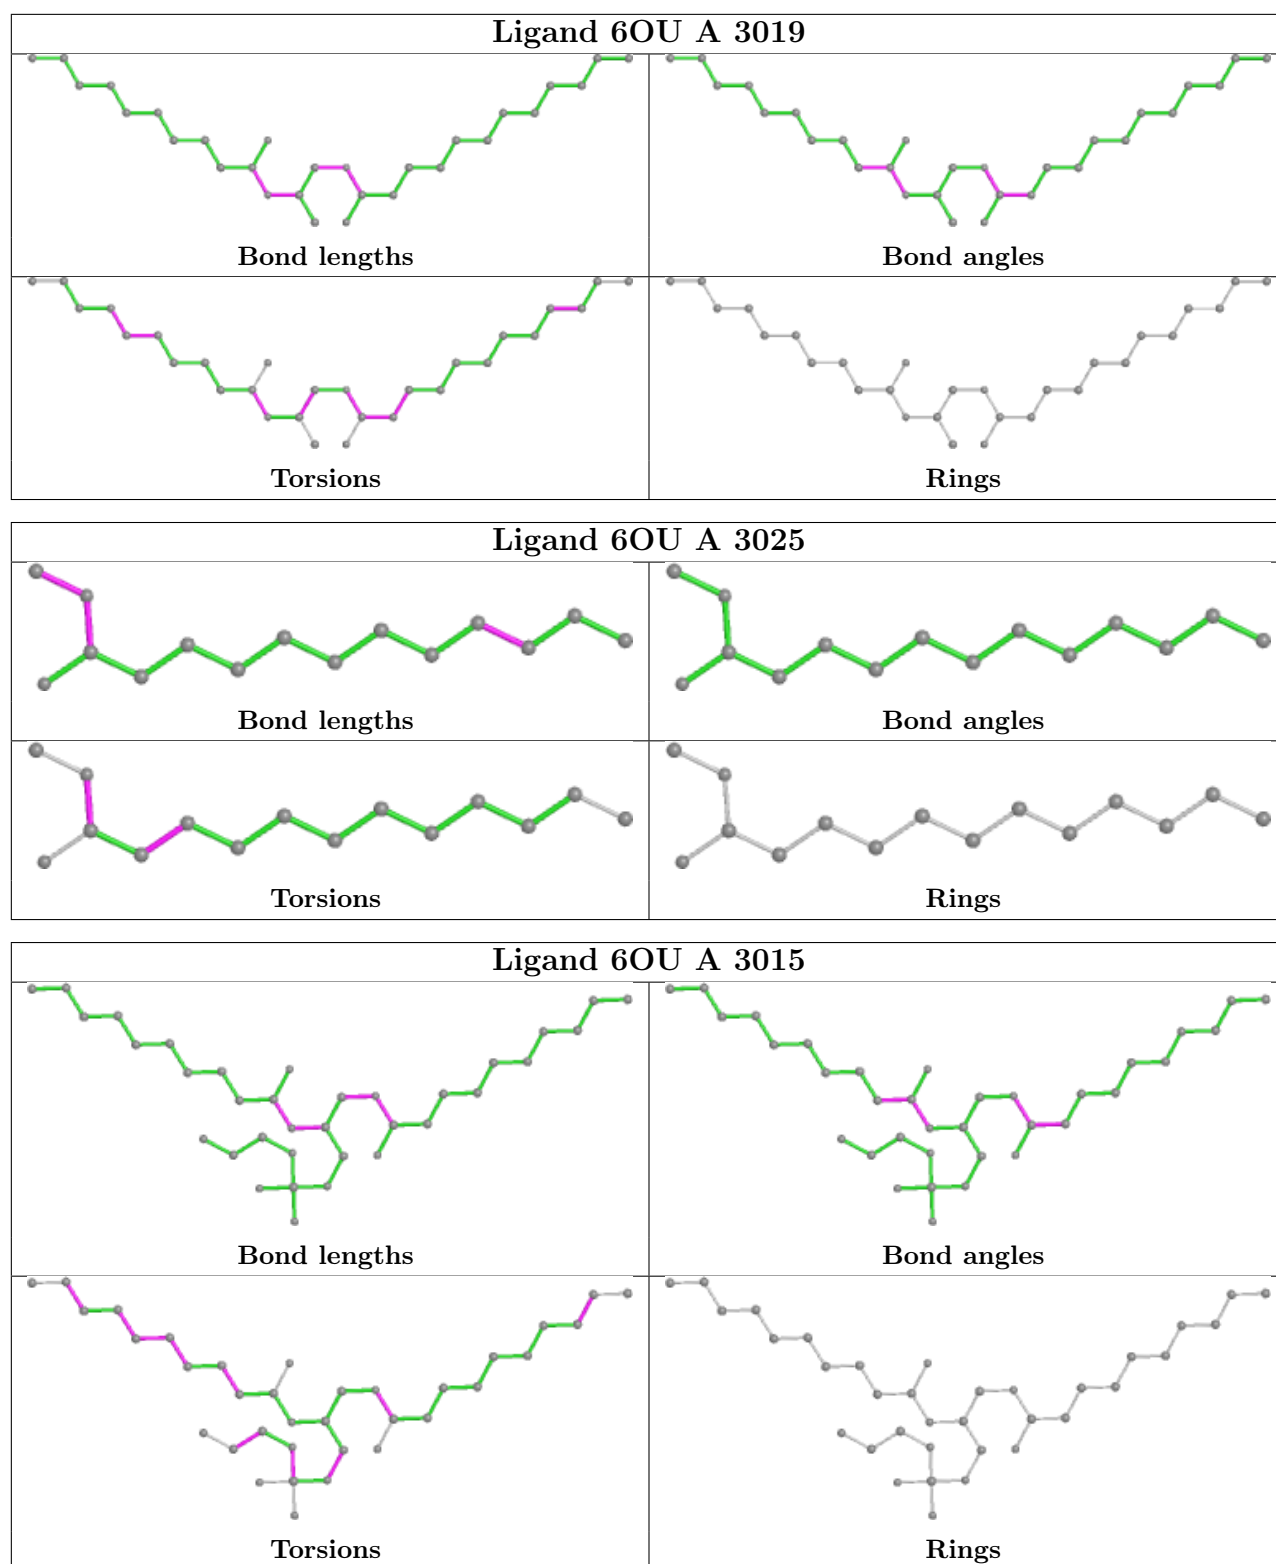 Ligand 6OU A 3019
Bond lengths
Bond angles
Torsions
Rings
Ligand 6OU A 3025
Bond lengths
Bond angles
Torsions
Rings
Ligand 6OU A 3015
Bond lengths
Bond angles
Torsions
Rings